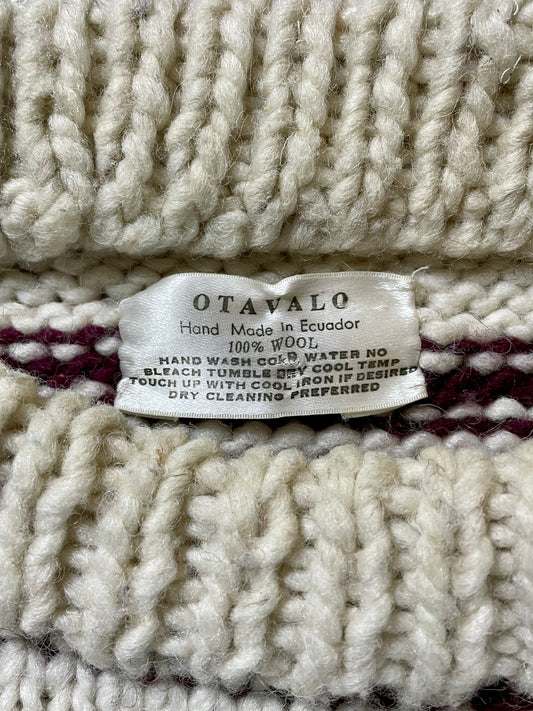 OTAVALO
Hand Made in Ecuador
100% WOOL
HAND WASH COLD WATER NO
BLEACH TUMBLE DRY COOL TEMP
TOUCH UP WITH COOL IRON IF DESIRED
DRY CLEANING PREFERRED